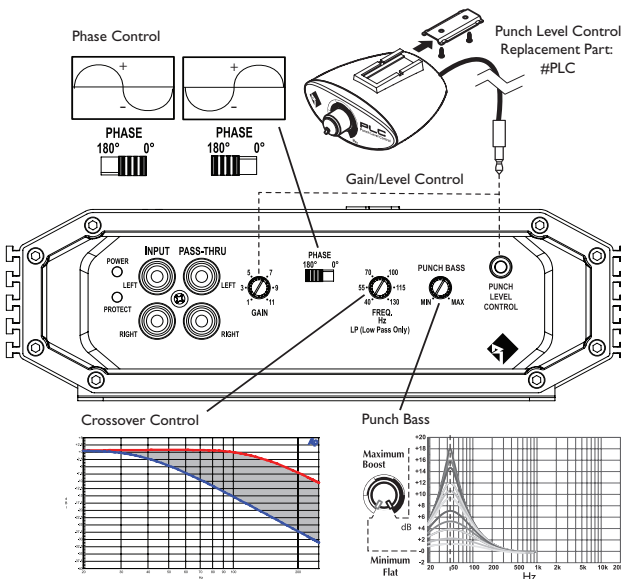 Phase Control
Punch Level Control
Replacement Part:
#PLC
+
-
+
-
PHASE
180° 0°
PHASE
180° 0°
PLC
Gain/Level Control
POWER
PROTECT
INPUT PASS-THRU
LEFT LEFT
RIGHT RIGHT
5 7
3 9
1 11
GAIN
PHASE
180° 0°
70 100
55 115
40 130
FREQ.
Hz
LP (Low Pass Only)
PUNCH BASS
MIN MAX
PUNCH
LEVEL
CONTROL
Crossover Control
Punch Bass
Maximum
Boost
dB
Minimum
Flat
+20
+18
+16
+14
+12
+10
+8
+6
+4
+2
-0
-2
20 50 100 200 500 1k 2k 5k 10k 20
Hz